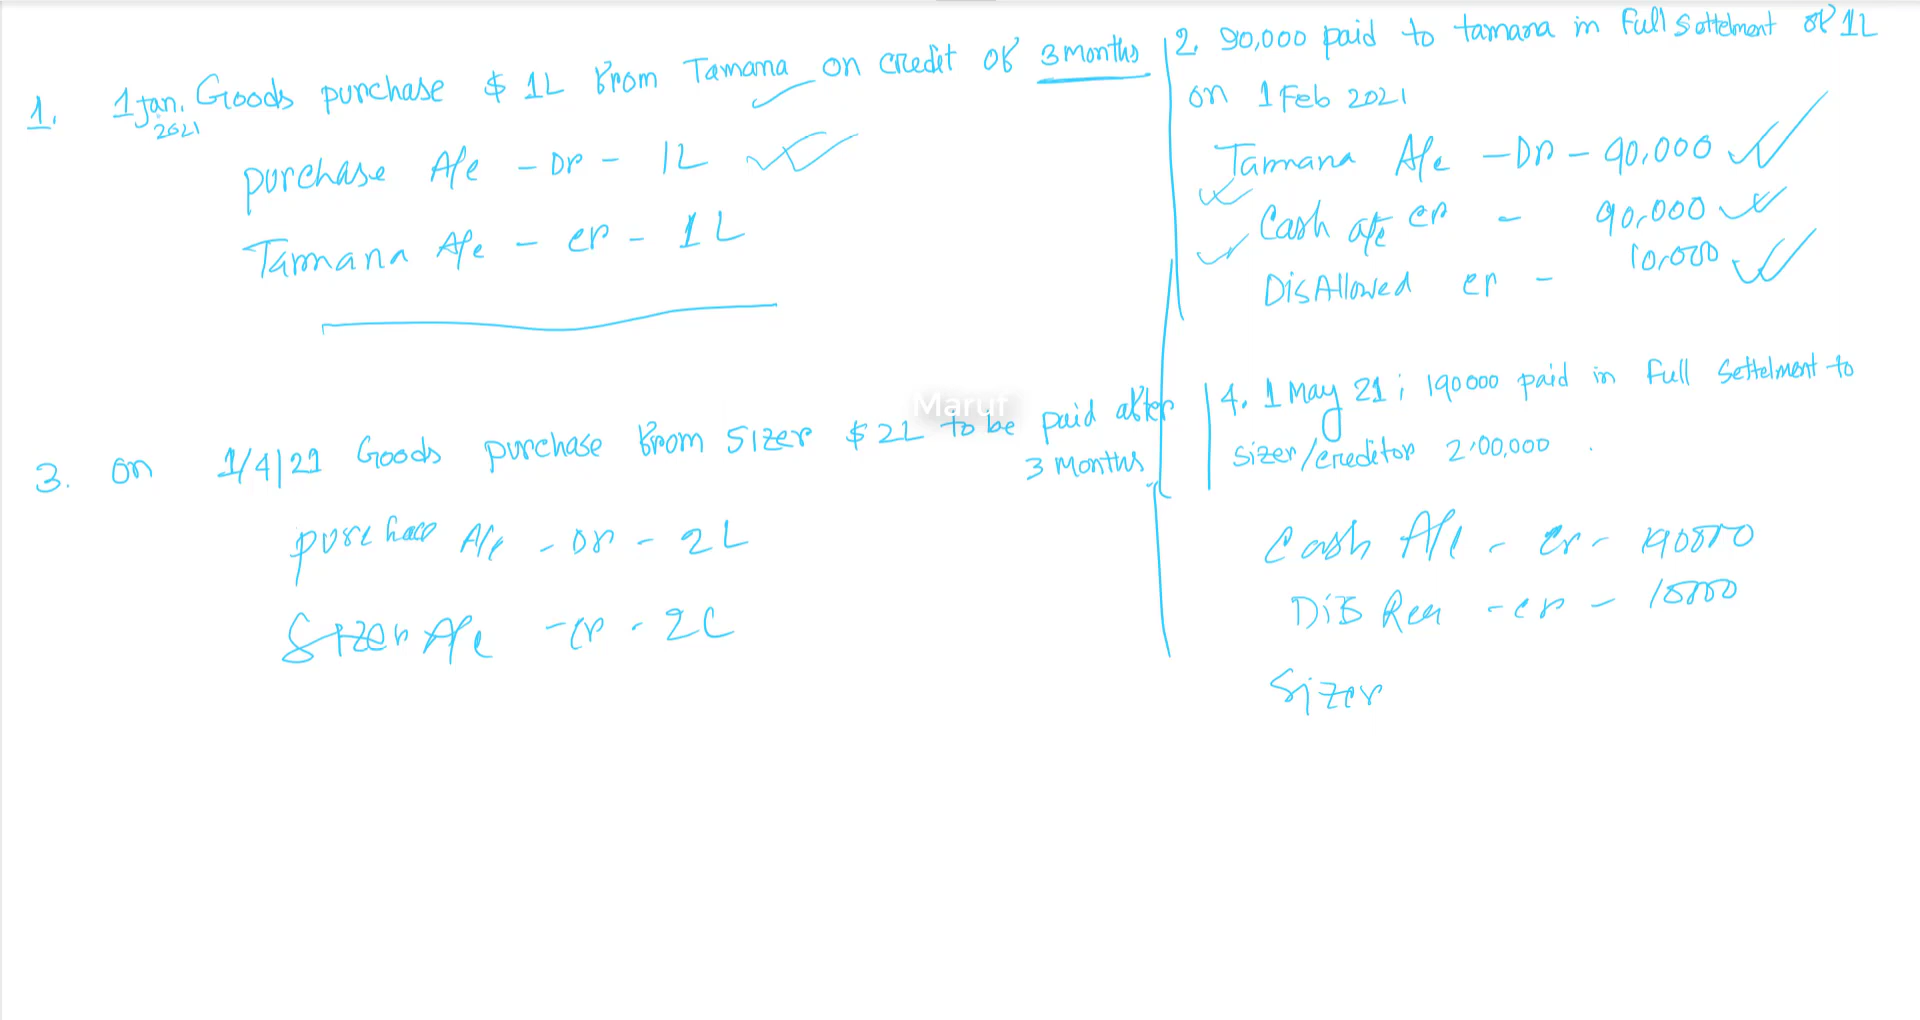 1. 1 Jan. 2021 Goods purchase $ 1L from Tamana on credit of 3 months
purchase A/c - Dr - 1L
Tamana A/c - cr - 1L
2. 90,000 paid to tamana in full sottelment of 1L
on 1 Feb 2021
Tamana A/c - Dr - 90,000
Cash a/c cr - 90,000
DisAllowed cr - 10,000
3. on 1/4/21 Goods purchase from Sizer $ 2L to be paid after
3 Months
purchase A/c - Dr - 2L
Sizer A/c - cr - 2L
4. 1 May 21; 190000 paid in full settelment to
sizer/creditor 2,00,000.
Cash A/c - cr - 190000
Dis Rec - cr - 10000
Sizer
Maruf